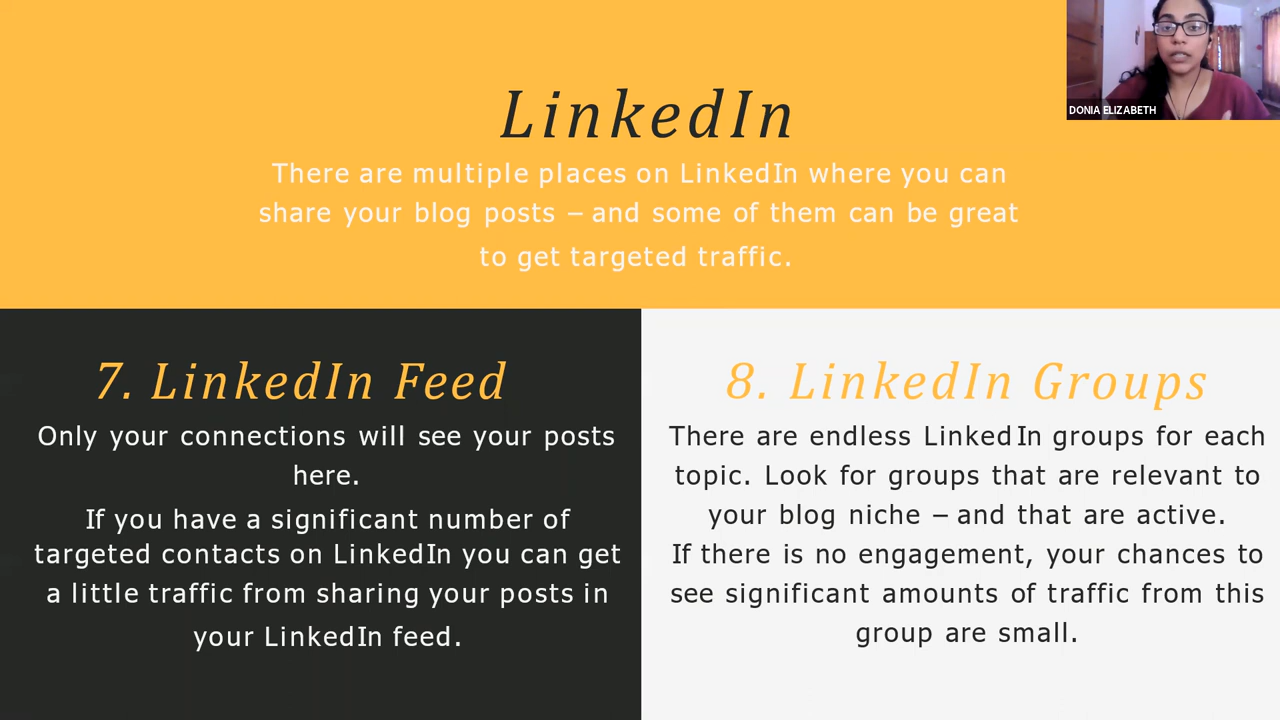 LinkedIn
There are multiple places on LinkedIn where you can
share your blog posts – and some of them can be great
to get targeted traffic.
DONIA ELIZABETH
7. LinkedIn Feed
Only your connections will see your posts
here.
If you have a significant number of
targeted contacts on LinkedIn you can get
a little traffic from sharing your posts in
your LinkedIn feed.
8. LinkedIn Groups
There are endless LinkedIn groups for each
topic. Look for groups that are relevant to
your blog niche – and that are active.
If there is no engagement, your chances to
see significant amounts of traffic from this
group are small.